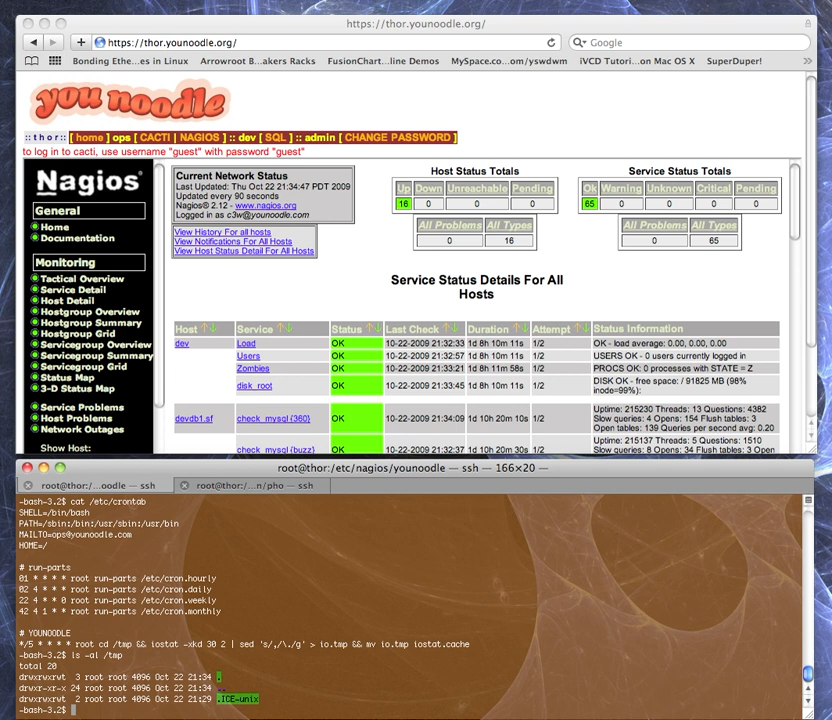 https://thor.younoodle.org/
https://thor.younoodle.org/
Google
Bonding Ethe...es in Linux Arrowroot B...akers Racks FusionChart...line Demos MySpace.co...om/yswdwm iVCD Tutori...on Mac OS X SuperDuper! »
you noodle
:: thor :: [ home ] ops [ CACTI | NAGIOS ] :: dev [ SQL ] :: admin [ CHANGE PASSWORD ]
to log in to cacti, use username "guest" with password "guest"
Nagios®
General
Home
Documentation
Monitoring
Tactical Overview
Service Detail
Host Detail
Hostgroup Overview
Hostgroup Summary
Hostgroup Grid
Servicegroup Overview
Servicegroup Summary
Servicegroup Grid
Status Map
3-D Status Map
Service Problems
Host Problems
Network Outages
Show Host:
Current Network Status
Last Updated: Thu Oct 22 21:34:47 PDT 2009
Updated every 90 seconds
Nagios® 2.12 - www.nagios.org
Logged in as c3w@younoodle.com
View History For all hosts
View Notifications For All Hosts
View Host Status Detail For All Hosts
Host Status Totals
Up Down Unreachable Pending
16 0 0 0
All Problems All Types
0 16
Service Status Totals
Ok Warning Unknown Critical Pending
65 0 0 0 0
All Problems All Types
0 65
Service Status Details For All
Hosts
Host Service Status Last Check Duration Attempt Status Information
dev Load OK 10-22-2009 21:32:33 1d 8h 10m 11s 1/2 OK - load average: 0.00, 0.00, 0.00
Users OK 10-22-2009 21:32:57 1d 8h 10m 11s 1/2 USERS OK - 0 users currently logged in
Zombies OK 10-22-2009 21:33:21 1d 8h 11m 58s 1/2 PROCS OK: 0 processes with STATE = Z
disk_root OK 10-22-2009 21:33:45 1d 8h 10m 11s 1/2 DISK OK - free space: / 91825 MB (98%
inode=99%):
devdb1.sf check_mysql {360} OK 10-22-2009 21:34:09 1d 10h 20m 10s 1/2 Uptime: 215230 Threads: 13 Questions: 4382
Slow queries: 4 Opens: 154 Flush tables: 3
Open tables: 139 Queries per second avg: 0.20
check_mysql {buzz} OK 10-22-2009 21:32:37 1d 10h 20m 30s 1/2 Uptime: 215137 Threads: 5 Questions: 1510
Slow queries: 8 Opens: 34 Flush tables: 3 Open
root@thor:/etc/nagios/younoodle — ssh — 166×20
root@thor:/...oodle — ssh root@thor:/...n/pho — ssh
-bash-3.2$ cat /etc/crontab
SHELL=/bin/bash
PATH=/sbin:/bin:/usr/sbin:/usr/bin
MAILTO=ops@younoodle.com
HOME=/
# run-parts
01 * * * * root run-parts /etc/cron.hourly
02 4 * * * root run-parts /etc/cron.daily
22 4 * * 0 root run-parts /etc/cron.weekly
42 4 1 * * root run-parts /etc/cron.monthly
# YOUNOODLE
*/5 * * * * root cd /tmp && iostat -xkd 30 2 | sed 's/,/\./g' > io.tmp && mv io.tmp iostat.cache
-bash-3.2$ ls -al /tmp
total 20
drwxrwxrwt 3 root root 4096 Oct 22 21:34 .
drwxr-xr-x 24 root root 4096 Oct 22 21:34 ..
drwxrwxrwt 2 root root 4096 Oct 22 21:29 .ICE-unix
-bash-3.2$